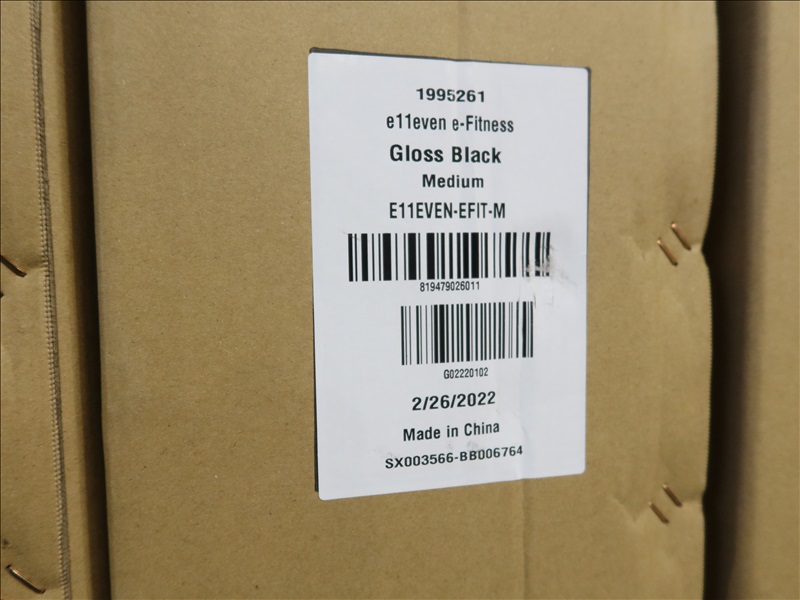 1995261
e11even e-Fitness
Gloss Black
Medium
E11EVEN-EFIT-M
819479026011
G02220102
2/26/2022
Made in China
SX003566-BB006764